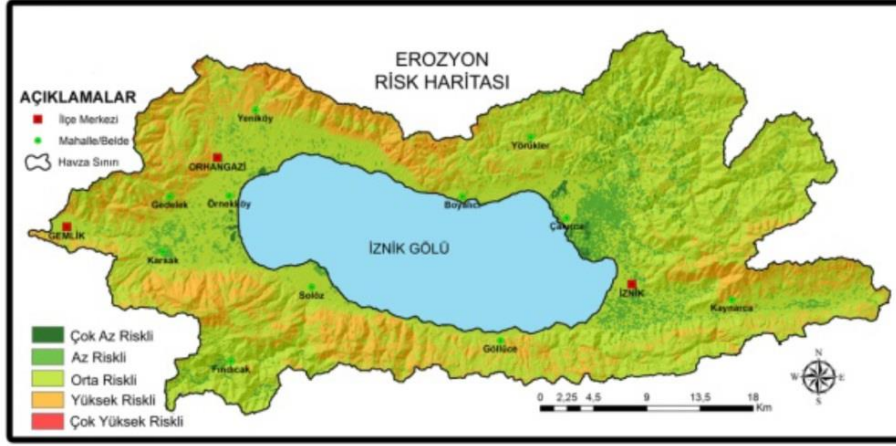 EROZYON
RİSK HARİTASI
AÇIKLAMALAR
İlçe Merkezi
Mahalle/Belde
Havza Sınırı
Yeniköy
ORHANGAZİ
Yörükler
Gedelek
Örnekköy
Boyalıca
GEMLİK
Çakırca
İZNİK GÖLÜ
Karsak
Sölöz
İZNİK
Kaynarca
Göllüce
Fındıcak
Çok Az Riskli
Az Riskli
Orta Riskli
Yüksek Riskli
Çok Yüksek Riskli
N
W E
S
0 2,25 4,5 9 13,5 18
Km